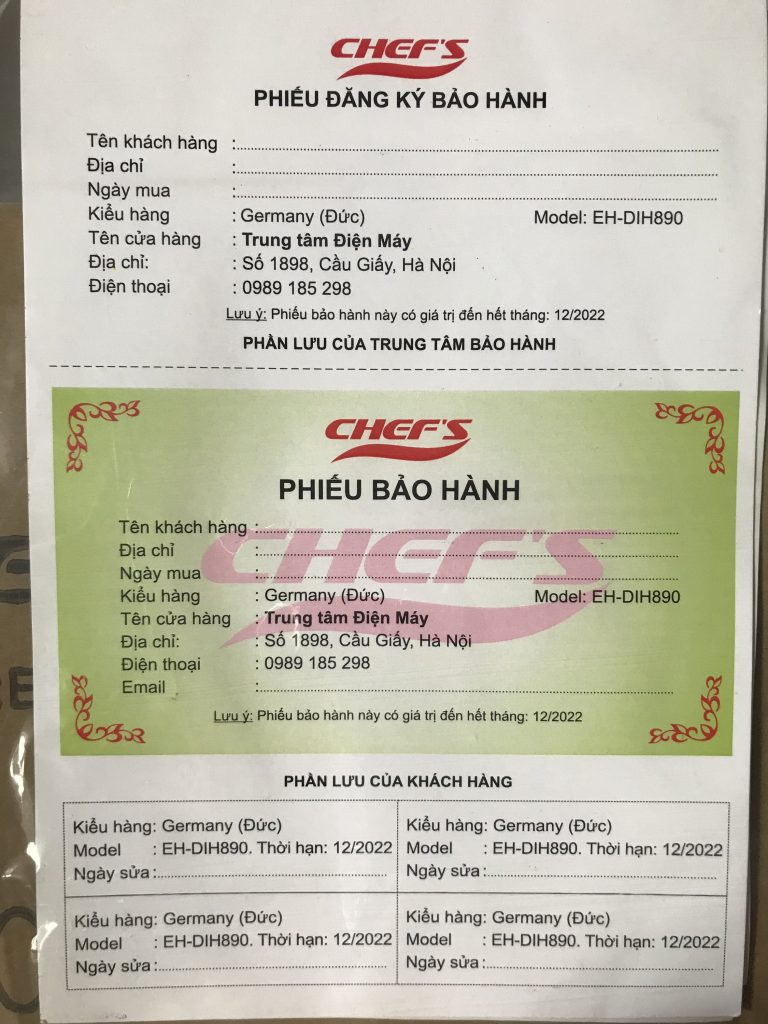 CHEF'S
PHIẾU ĐĂNG KÝ BẢO HÀNH
Tên khách hàng :
Địa chỉ :
Ngày mua :
Kiểu hàng : Germany (Đức) Model: EH-DIH890
Tên cửa hàng : Trung tâm Điện Máy
Địa chỉ: : Số 1898, Cầu Giấy, Hà Nội
Điện thoại : 0989 185 298
Lưu ý: Phiếu bảo hành này có giá trị đến hết tháng: 12/2022
PHẦN LƯU CỦA TRUNG TÂM BẢO HÀNH
CHEF'S
PHIẾU BẢO HÀNH
CHEF'S
Tên khách hàng :
Địa chỉ :
Ngày mua :
Kiểu hàng : Germany (Đức) Model: EH-DIH890
Tên cửa hàng : Trung tâm Điện Máy
Địa chỉ: : Số 1898, Cầu Giấy, Hà Nội
Điện thoại : 0989 185 298
Email :
Lưu ý: Phiếu bảo hành này có giá trị đến hết tháng: 12/2022
PHẦN LƯU CỦA KHÁCH HÀNG
Kiểu hàng: Germany (Đức)
Model : EH-DIH890. Thời hạn: 12/2022
Ngày sửa :
Kiểu hàng: Germany (Đức)
Model : EH-DIH890. Thời hạn: 12/2022
Ngày sửa :
Kiểu hàng: Germany (Đức)
Model : EH-DIH890. Thời hạn: 12/2022
Ngày sửa :
Kiểu hàng: Germany (Đức)
Model : EH-DIH890. Thời hạn: 12/2022
Ngày sửa :